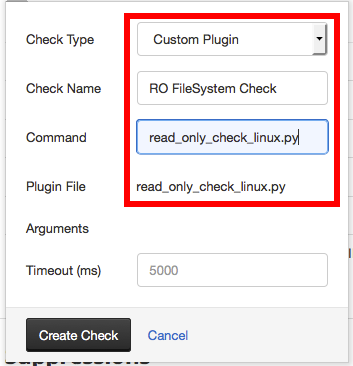 Check Type Custom Plugin
Check Name RO FileSystem Check
Command read_only_check_linux.py
Plugin File read_only_check_linux.py
Arguments
Timeout (ms) 5000
Create Check Cancel